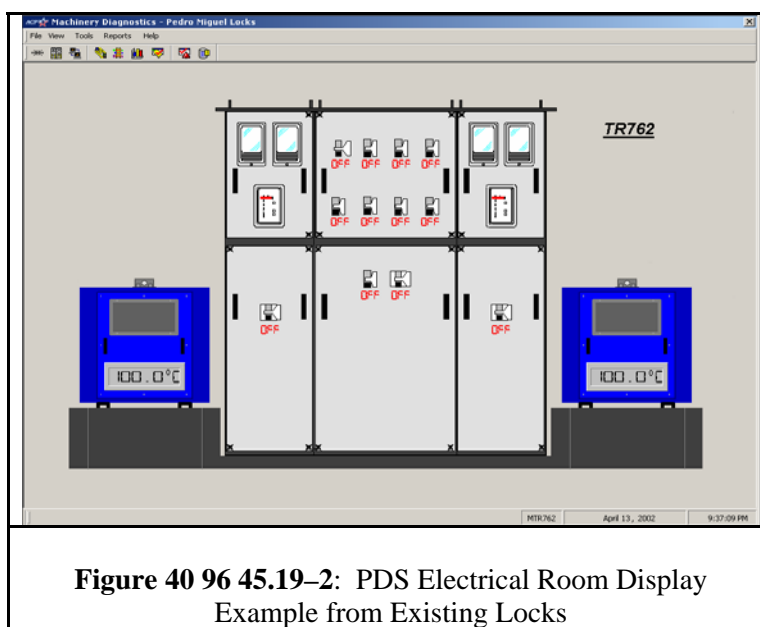 Machinery Diagnostics - Pedro Miguel Locks
File View Tools Reports Help
TR762
OFF OFF OFF OFF
OFF OFF OFF OFF
OFF OFF
OFF OFF
100.0°C 100.0°C
MTR762 April 13, 2002 9:37:09 PM
Figure 40 96 45.19–2: PDS Electrical Room Display
Example from Existing Locks